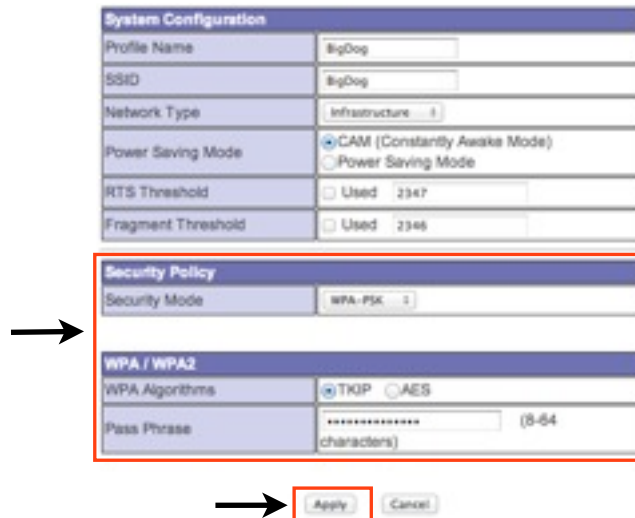 System Configuration
Profile Name BigDog
SSID BigDog
Network Type Infrastructure
Power Saving Mode CAM (Constantly Awake Mode)
Power Saving Mode
RTS Threshold Used 2347
Fragment Threshold Used 2346
Security Policy
Security Mode WPA-PSK
WPA / WPA2
WPA Algorithms TKIP AES
Pass Phrase •••••••••••••• (8-64
characters)
Apply Cancel